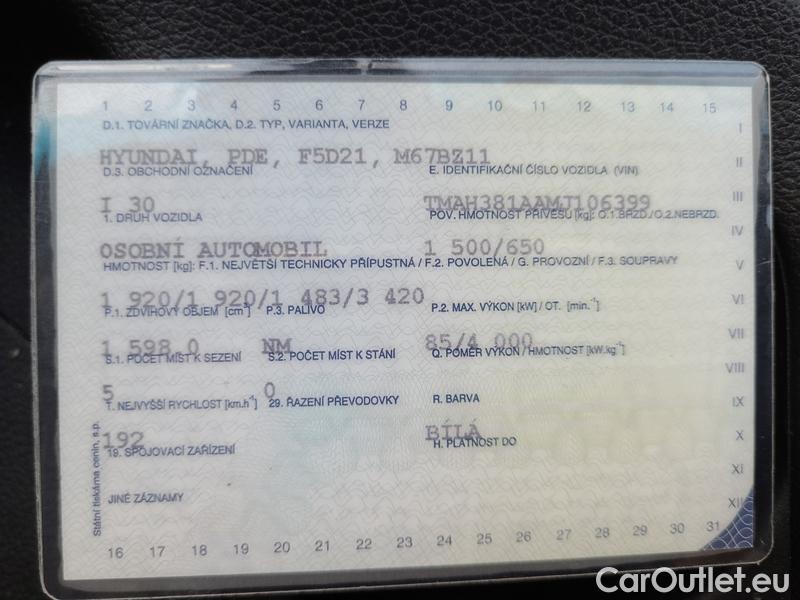 1 2 3 4 5 6 7 8 9 10 11 12 13 14 15
D.1. TOVÁRNÍ ZNAČKA, D.2. TYP, VARIANTA, VERZE I
HYUNDAI, PDE, F5D21, M67BZ11 II
D.3. OBCHODNÍ OZNAČENÍ E. IDENTIFIKAČNÍ ČÍSLO VOZIDLA (VIN)
I 30 TMAH381AAMJ106399 III
1. DRUH VOZIDLA POV. HMOTNOST PŘÍVĚSU [kg]: O.1 BRZD./O.2.NEBRZD.
OSOBNÍ AUTOMOBIL 1 500/650 IV
HMOTNOST [kg]: F.1. NEJVĚTŠÍ TECHNICKY PŘÍPUSTNÁ / F.2. POVOLENÁ / G. PROVOZNÍ / F.3. SOUPRAVY V
1 920/1 920/1 483/3 420 VI
P.1. ZDVIHOVÝ OBJEM [cm³] P.3. PALIVO P.2. MAX. VÝKON [kW] / OT. [min.⁻¹]
1 598.0 NM 85/4 000 VII
S.1. POČET MÍST K SEZENÍ S.2. POČET MÍST K STÁNÍ Q. POMĚR VÝKON / HMOTNOST [kW.kg⁻¹]
5 0 VIII
T. NEJVYŠŠÍ RYCHLOST [km.h⁻¹] 29. ŘAZENÍ PŘEVODOVKY R. BARVA IX
192 BÍLÁ X
19. SPOJOVACÍ ZAŘÍZENÍ H. PLATNOST DO
XI
JINÉ ZÁZNAMY
XII
Státní tiskárna cenin, s.p.
16 17 18 19 20 21 22 23 24 25 26 27 28 29 30 31
CarOutlet.eu